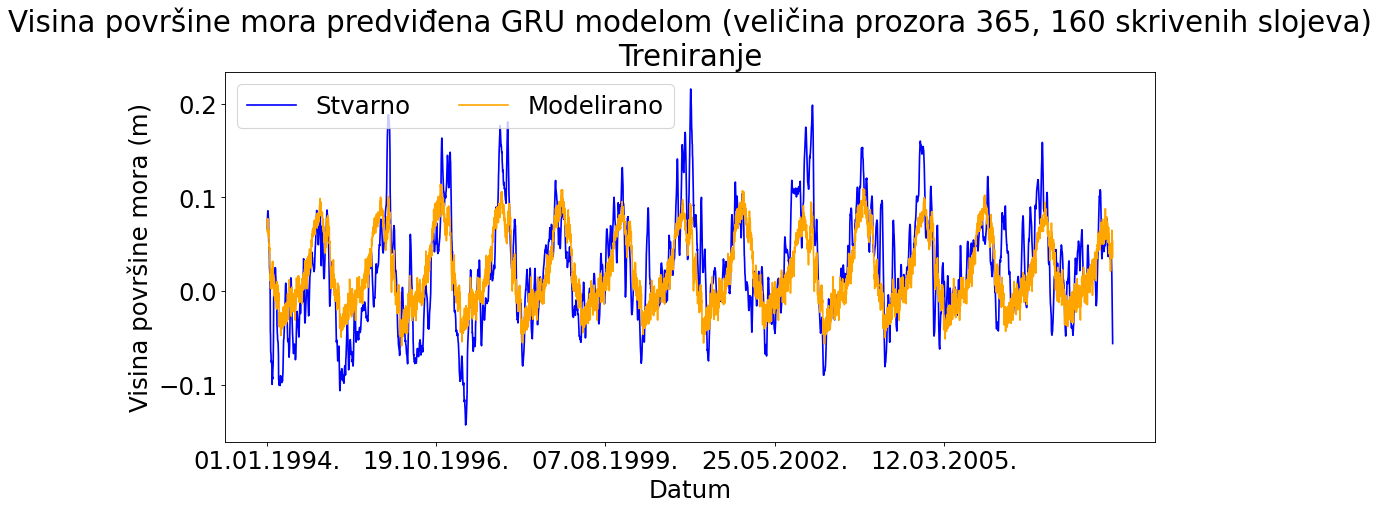 Visina površine mora predviđena GRU modelom (veličina prozora 365, 160 skrivenih slojeva)
Treniranje
Stvarno Modelirano
Visina površine mora (m)
0.2
0.1
0.0
−0.1
01.01.1994. 19.10.1996. 07.08.1999. 25.05.2002. 12.03.2005.
Datum